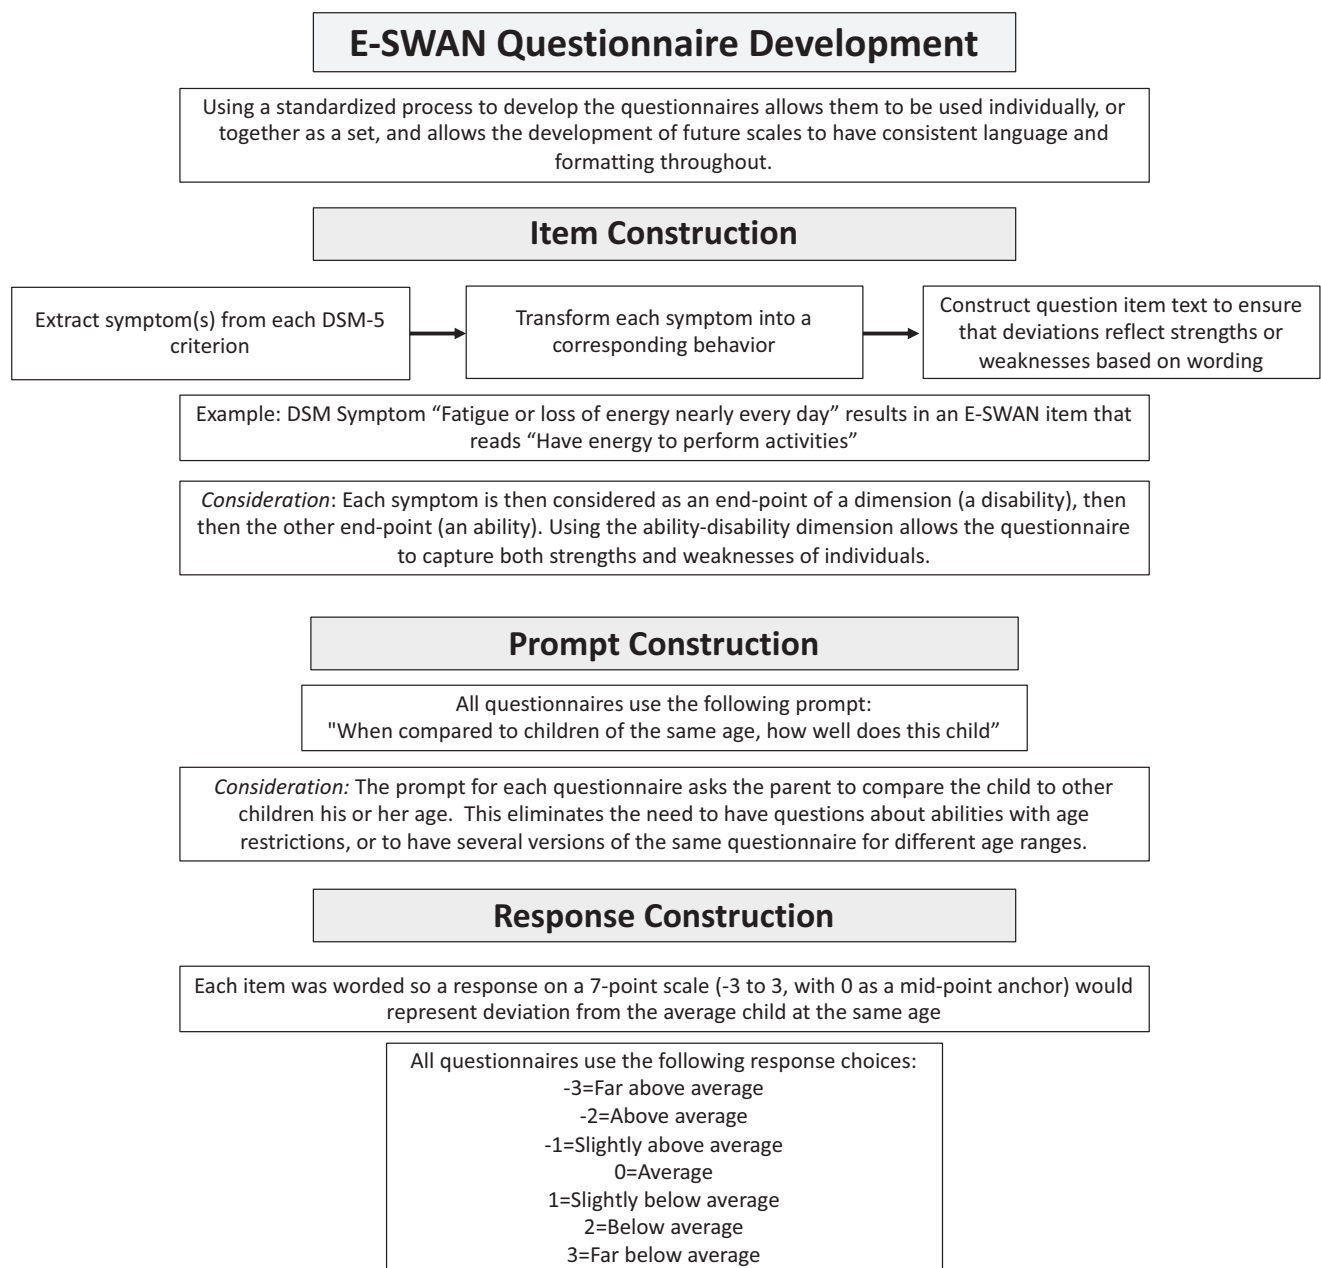 E-SWAN Questionnaire Development
Using a standardized process to develop the questionnaires allows them to be used individually, or
together as a set, and allows the development of future scales to have consistent language and
formatting throughout.
Item Construction
Extract symptom(s) from each DSM-5
criterion
Transform each symptom into a
corresponding behavior
Construct question item text to ensure
that deviations reflect strengths or
weaknesses based on wording
Example: DSM Symptom “Fatigue or loss of energy nearly every day” results in an E-SWAN item that
reads “Have energy to perform activities”
Consideration: Each symptom is then considered as an end-point of a dimension (a disability), then
then the other end-point (an ability). Using the ability-disability dimension allows the questionnaire
to capture both strengths and weaknesses of individuals.
Prompt Construction
All questionnaires use the following prompt:
"When compared to children of the same age, how well does this child”
Consideration: The prompt for each questionnaire asks the parent to compare the child to other
children his or her age.  This eliminates the need to have questions about abilities with age
restrictions, or to have several versions of the same questionnaire for different age ranges.
Response Construction
Each item was worded so a response on a 7-point scale (-3 to 3, with 0 as a mid-point anchor) would
represent deviation from the average child at the same age
All questionnaires use the following response choices:
-3=Far above average
-2=Above average
-1=Slightly above average
0=Average
1=Slightly below average
2=Below average
3=Far below average